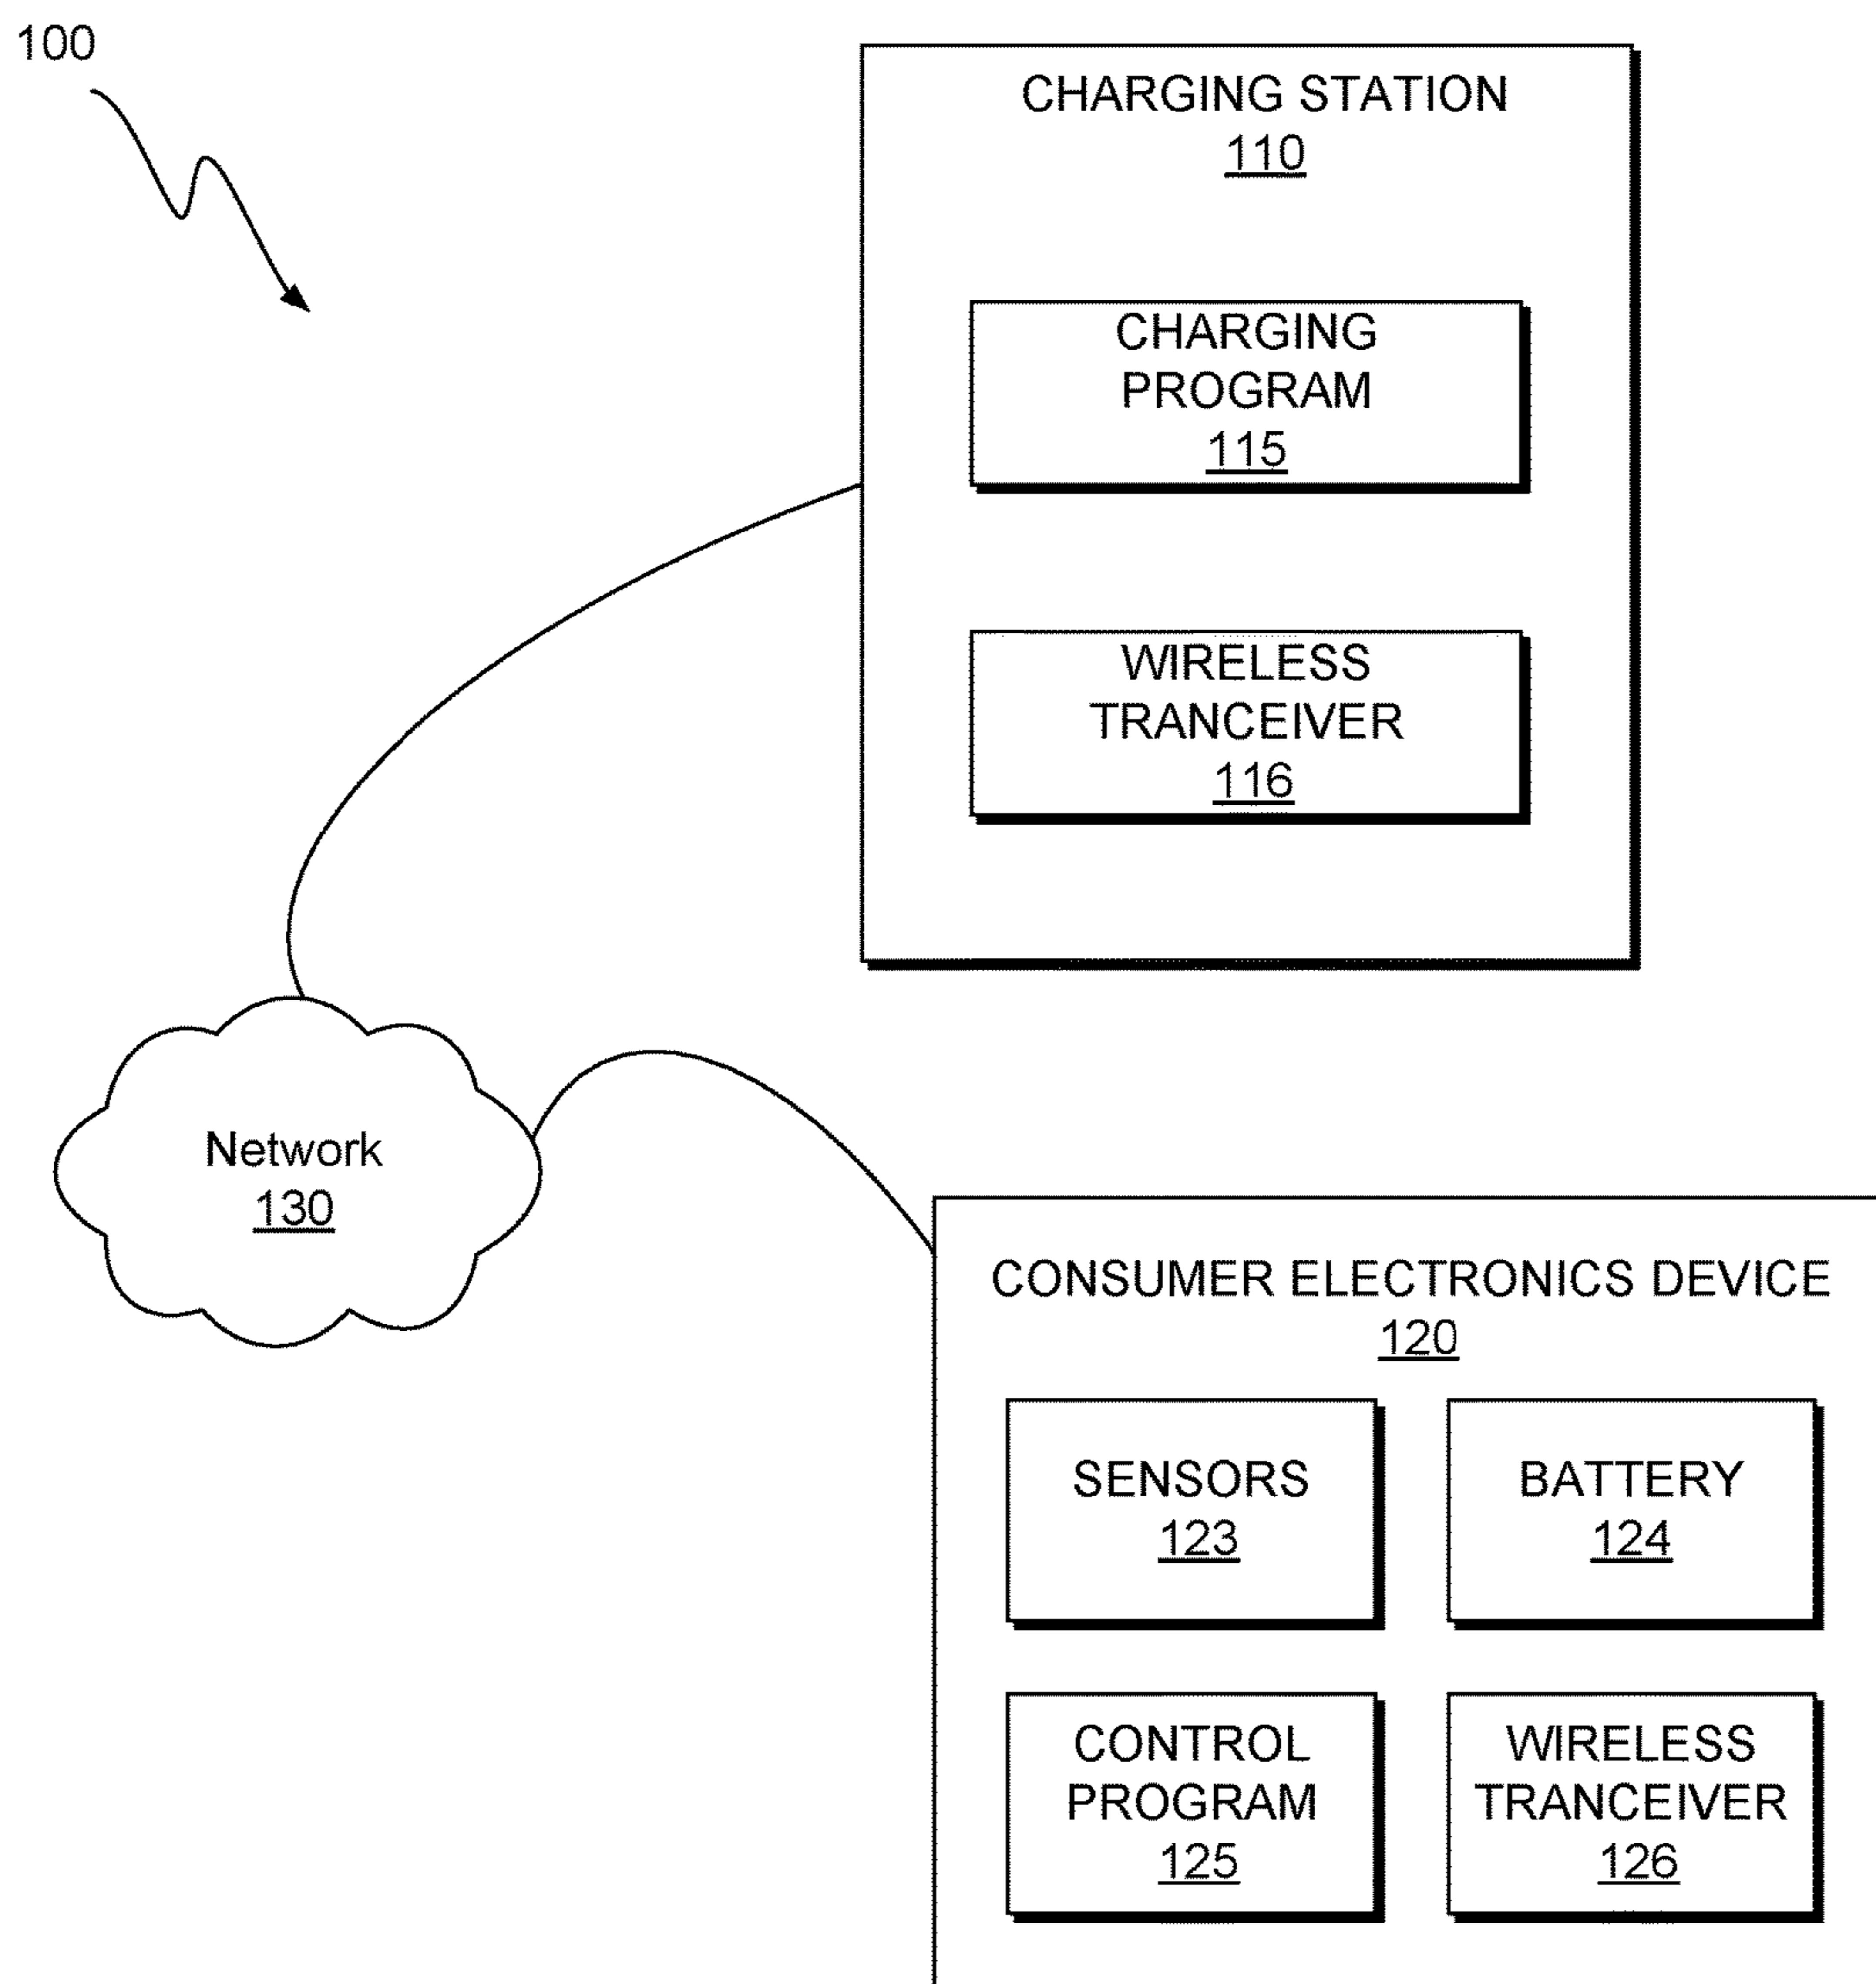 100
CHARGING STATION
110
CHARGING
PROGRAM
115
WIRELESS
TRANCEIVER
116
Network
130
CONSUMER ELECTRONICS DEVICE
120
SENSORS
123
BATTERY
124
CONTROL
PROGRAM
125
WIRELESS
TRANCEIVER
126